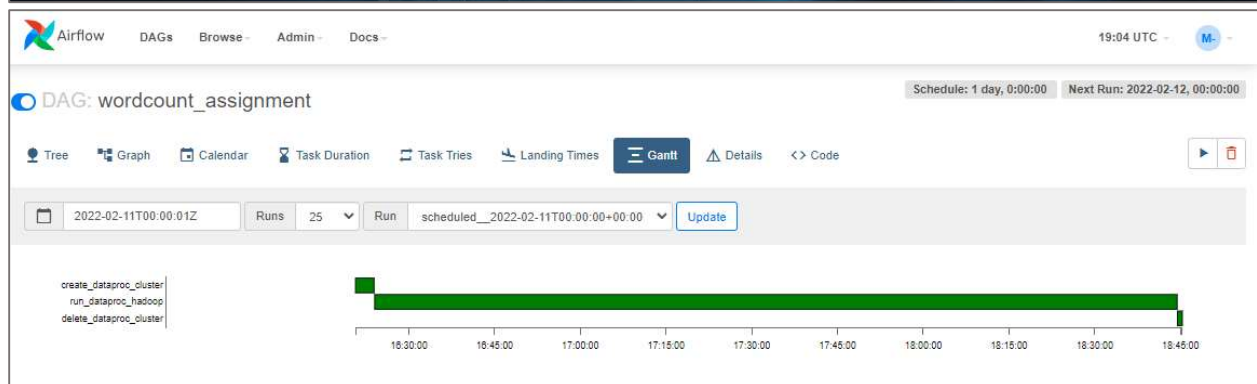 Airflow DAGs Browse Admin Docs 19:04 UTC M-
DAG: wordcount_assignment Schedule: 1 day, 0:00:00 Next Run: 2022-02-12, 00:00:00
Tree Graph Calendar Task Duration Task Tries Landing Times Gantt Details <> Code
2022-02-11T00:00:01Z Runs 25 Run scheduled__2022-02-11T00:00:00+00:00 Update
create_dataproc_cluster
run_dataproc_hadoop
delete_dataproc_cluster
16:30:00 16:45:00 17:00:00 17:15:00 17:30:00 17:45:00 18:00:00 18:15:00 18:30:00 18:45:00